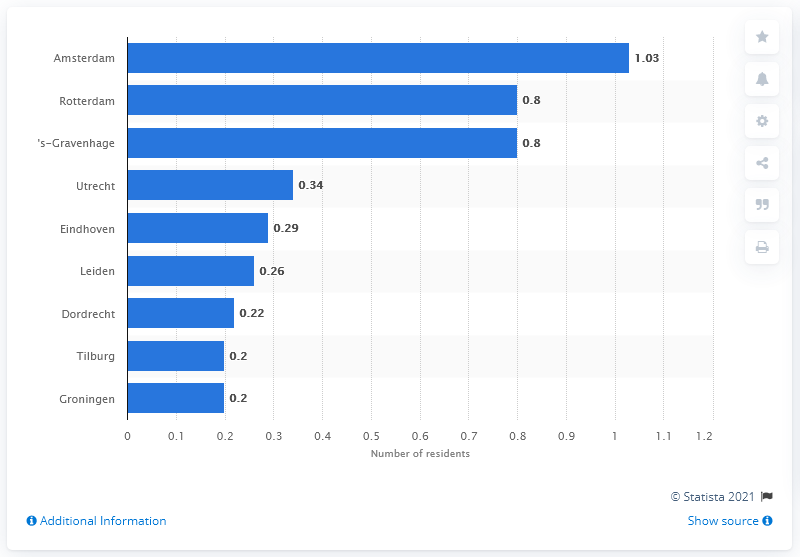 Amsterdam 1.03
Rotterdam 0.8
's-Gravenhage 0.8
Utrecht 0.34
Eindhoven 0.29
Leiden 0.26
Dordrecht 0.22
Tilburg 0.2
Groningen 0.2
0 0.1 0.2 0.3 0.4 0.5 0.6 0.7 0.8 0.9 1 1.1 1.2
Number of residents
© Statista 2021
Additional Information Show source